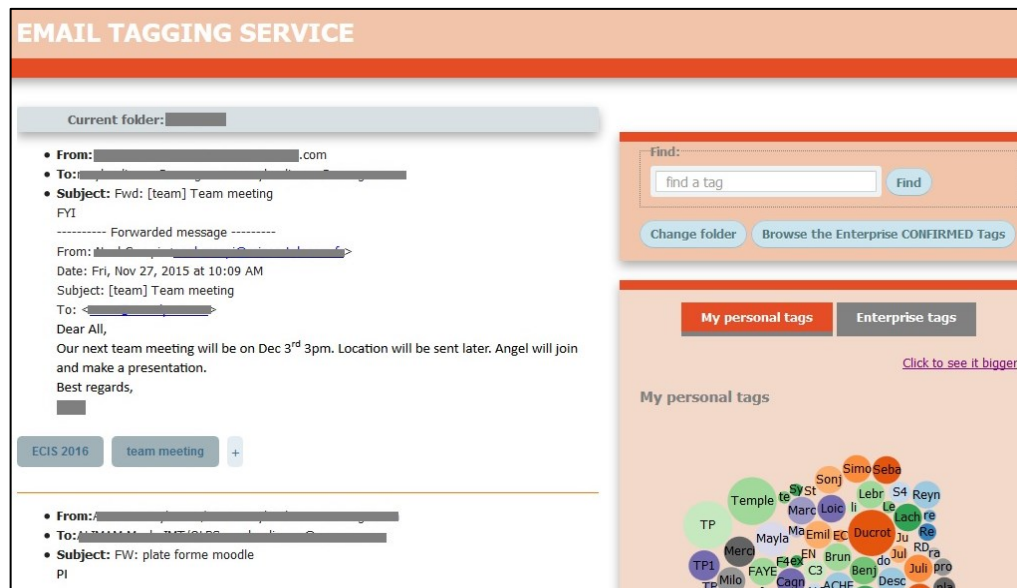 EMAIL TAGGING SERVICE
Current folder:
From: .com
To:
Subject: Fwd: [team] Team meeting
FYI
---------- Forwarded message ---------
From: >
Date: Fri, Nov 27, 2015 at 10:09 AM
Subject: [team] Team meeting
To: < >
Dear All,
Our next team meeting will be on Dec 3rd 3pm. Location will be sent later. Angel will join
and make a presentation.
Best regards,
ECIS 2016 team meeting +
From:
To:
Subject: FW: plate forme moodle
PI
Find:
find a tag Find
Change folder Browse the Enterprise CONFIRMED Tags
My personal tags Enterprise tags
Click to see it bigger
My personal tags
Simo Seba
Sonj
Temple te Sy St Lebr S4 Reyn
Marc Loic li Le Lach re
TP Mayla Ma Emil EC Ducrot Ju Re
Merci EN Brun do Jul RD ra
TP1 FAYE F4 ex C3 Benj Juli pro
Milo Cagn ACHE Desc